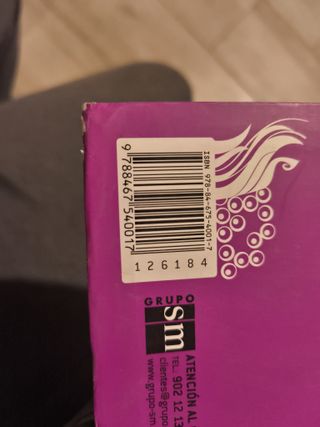 ISBN: 978-84-675-4001-7
9 788467 540017
126184
GRUPO
sm
ATENCIÓN AL
TEL.: 902 12 13
clientes@grupo
www.grupo-sm